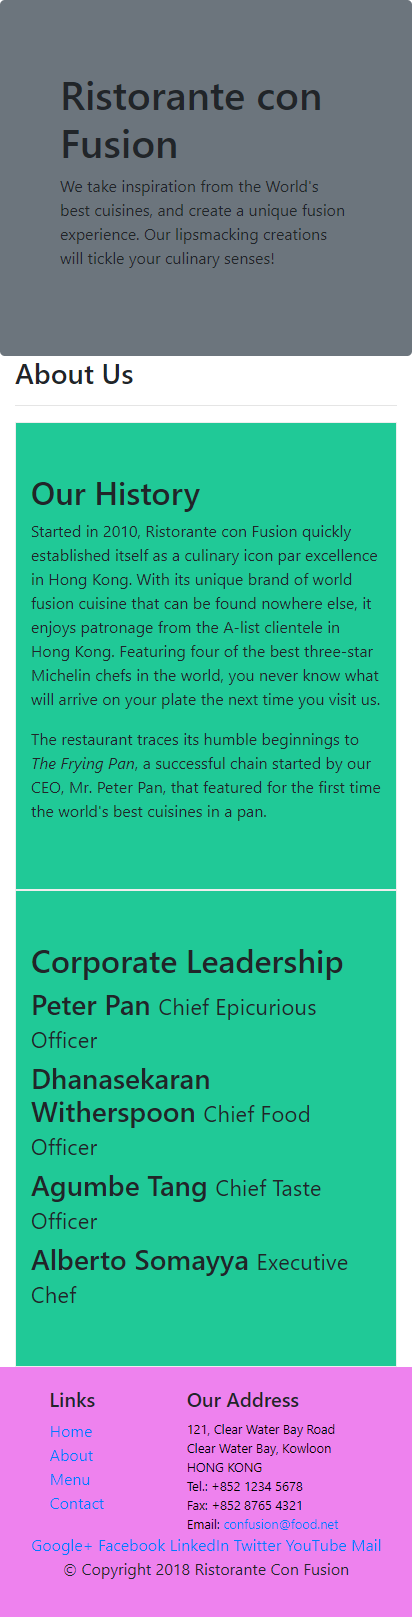 Ristorante con
Fusion
We take inspiration from the World's
best cuisines, and create a unique fusion
experience. Our lipsmacking creations
will tickle your culinary senses!
About Us
Our History
Started in 2010, Ristorante con Fusion quickly
established itself as a culinary icon par excellence
in Hong Kong. With its unique brand of world
fusion cuisine that can be found nowhere else, it
enjoys patronage from the A-list clientele in
Hong Kong. Featuring four of the best three-star
Michelin chefs in the world, you never know what
will arrive on your plate the next time you visit us.
The restaurant traces its humble beginnings to
The Frying Pan, a successful chain started by our
CEO, Mr. Peter Pan, that featured for the first time
the world's best cuisines in a pan.
Corporate Leadership
Peter Pan Chief Epicurious
Officer
Dhanasekaran
Witherspoon Chief Food
Officer
Agumbe Tang Chief Taste
Officer
Alberto Somayya Executive
Chef
Links
Home
About
Menu
Contact
Our Address
121, Clear Water Bay Road
Clear Water Bay, Kowloon
HONG KONG
Tel.: +852 1234 5678
Fax: +852 8765 4321
Email: confusion@food.net
Google+ Facebook LinkedIn Twitter YouTube Mail
© Copyright 2018 Ristorante Con Fusion